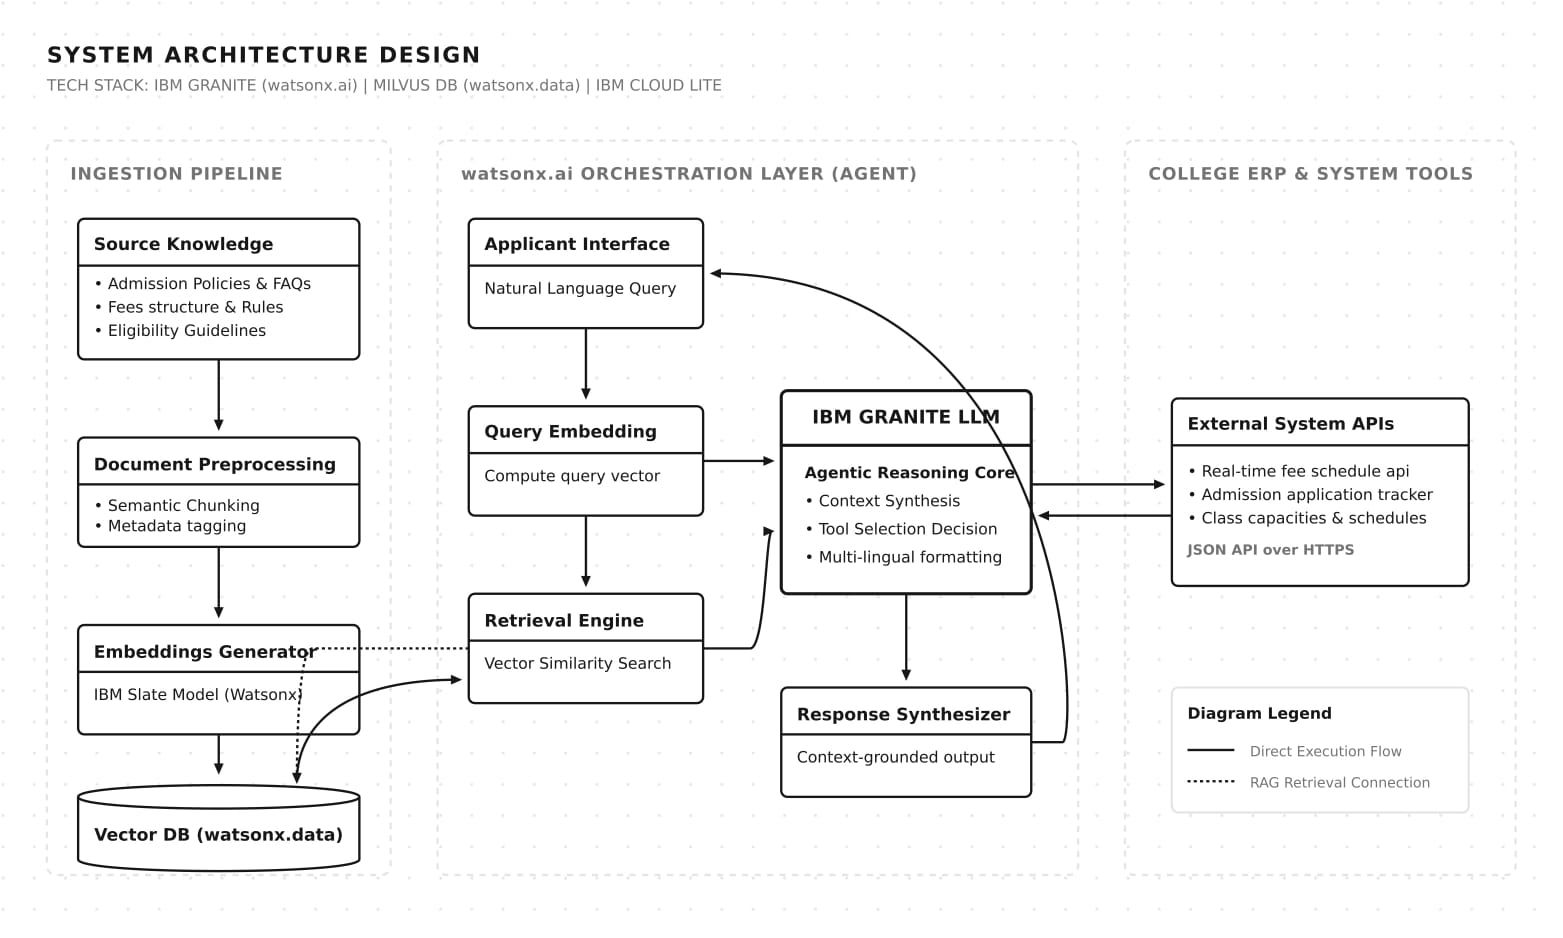 SYSTEM ARCHITECTURE DESIGN
TECH STACK: IBM GRANITE (watsonx.ai) | MILVUS DB (watsonx.data) | IBM CLOUD LITE
INGESTION PIPELINE
Source Knowledge
• Admission Policies & FAQs
• Fees structure & Rules
• Eligibility Guidelines
Document Preprocessing
• Semantic Chunking
• Metadata tagging
Embeddings Generator
IBM Slate Model (Watsonx)
Vector DB (watsonx.data)
watsonx.ai ORCHESTRATION LAYER (AGENT)
Applicant Interface
Natural Language Query
Query Embedding
Compute query vector
Retrieval Engine
Vector Similarity Search
IBM GRANITE LLM
Agentic Reasoning Core
• Context Synthesis
• Tool Selection Decision
• Multi-lingual formatting
Response Synthesizer
Context-grounded output
COLLEGE ERP & SYSTEM TOOLS
External System APIs
• Real-time fee schedule api
• Admission application tracker
• Class capacities & schedules
JSON API over HTTPS
Diagram Legend
Direct Execution Flow
RAG Retrieval Connection